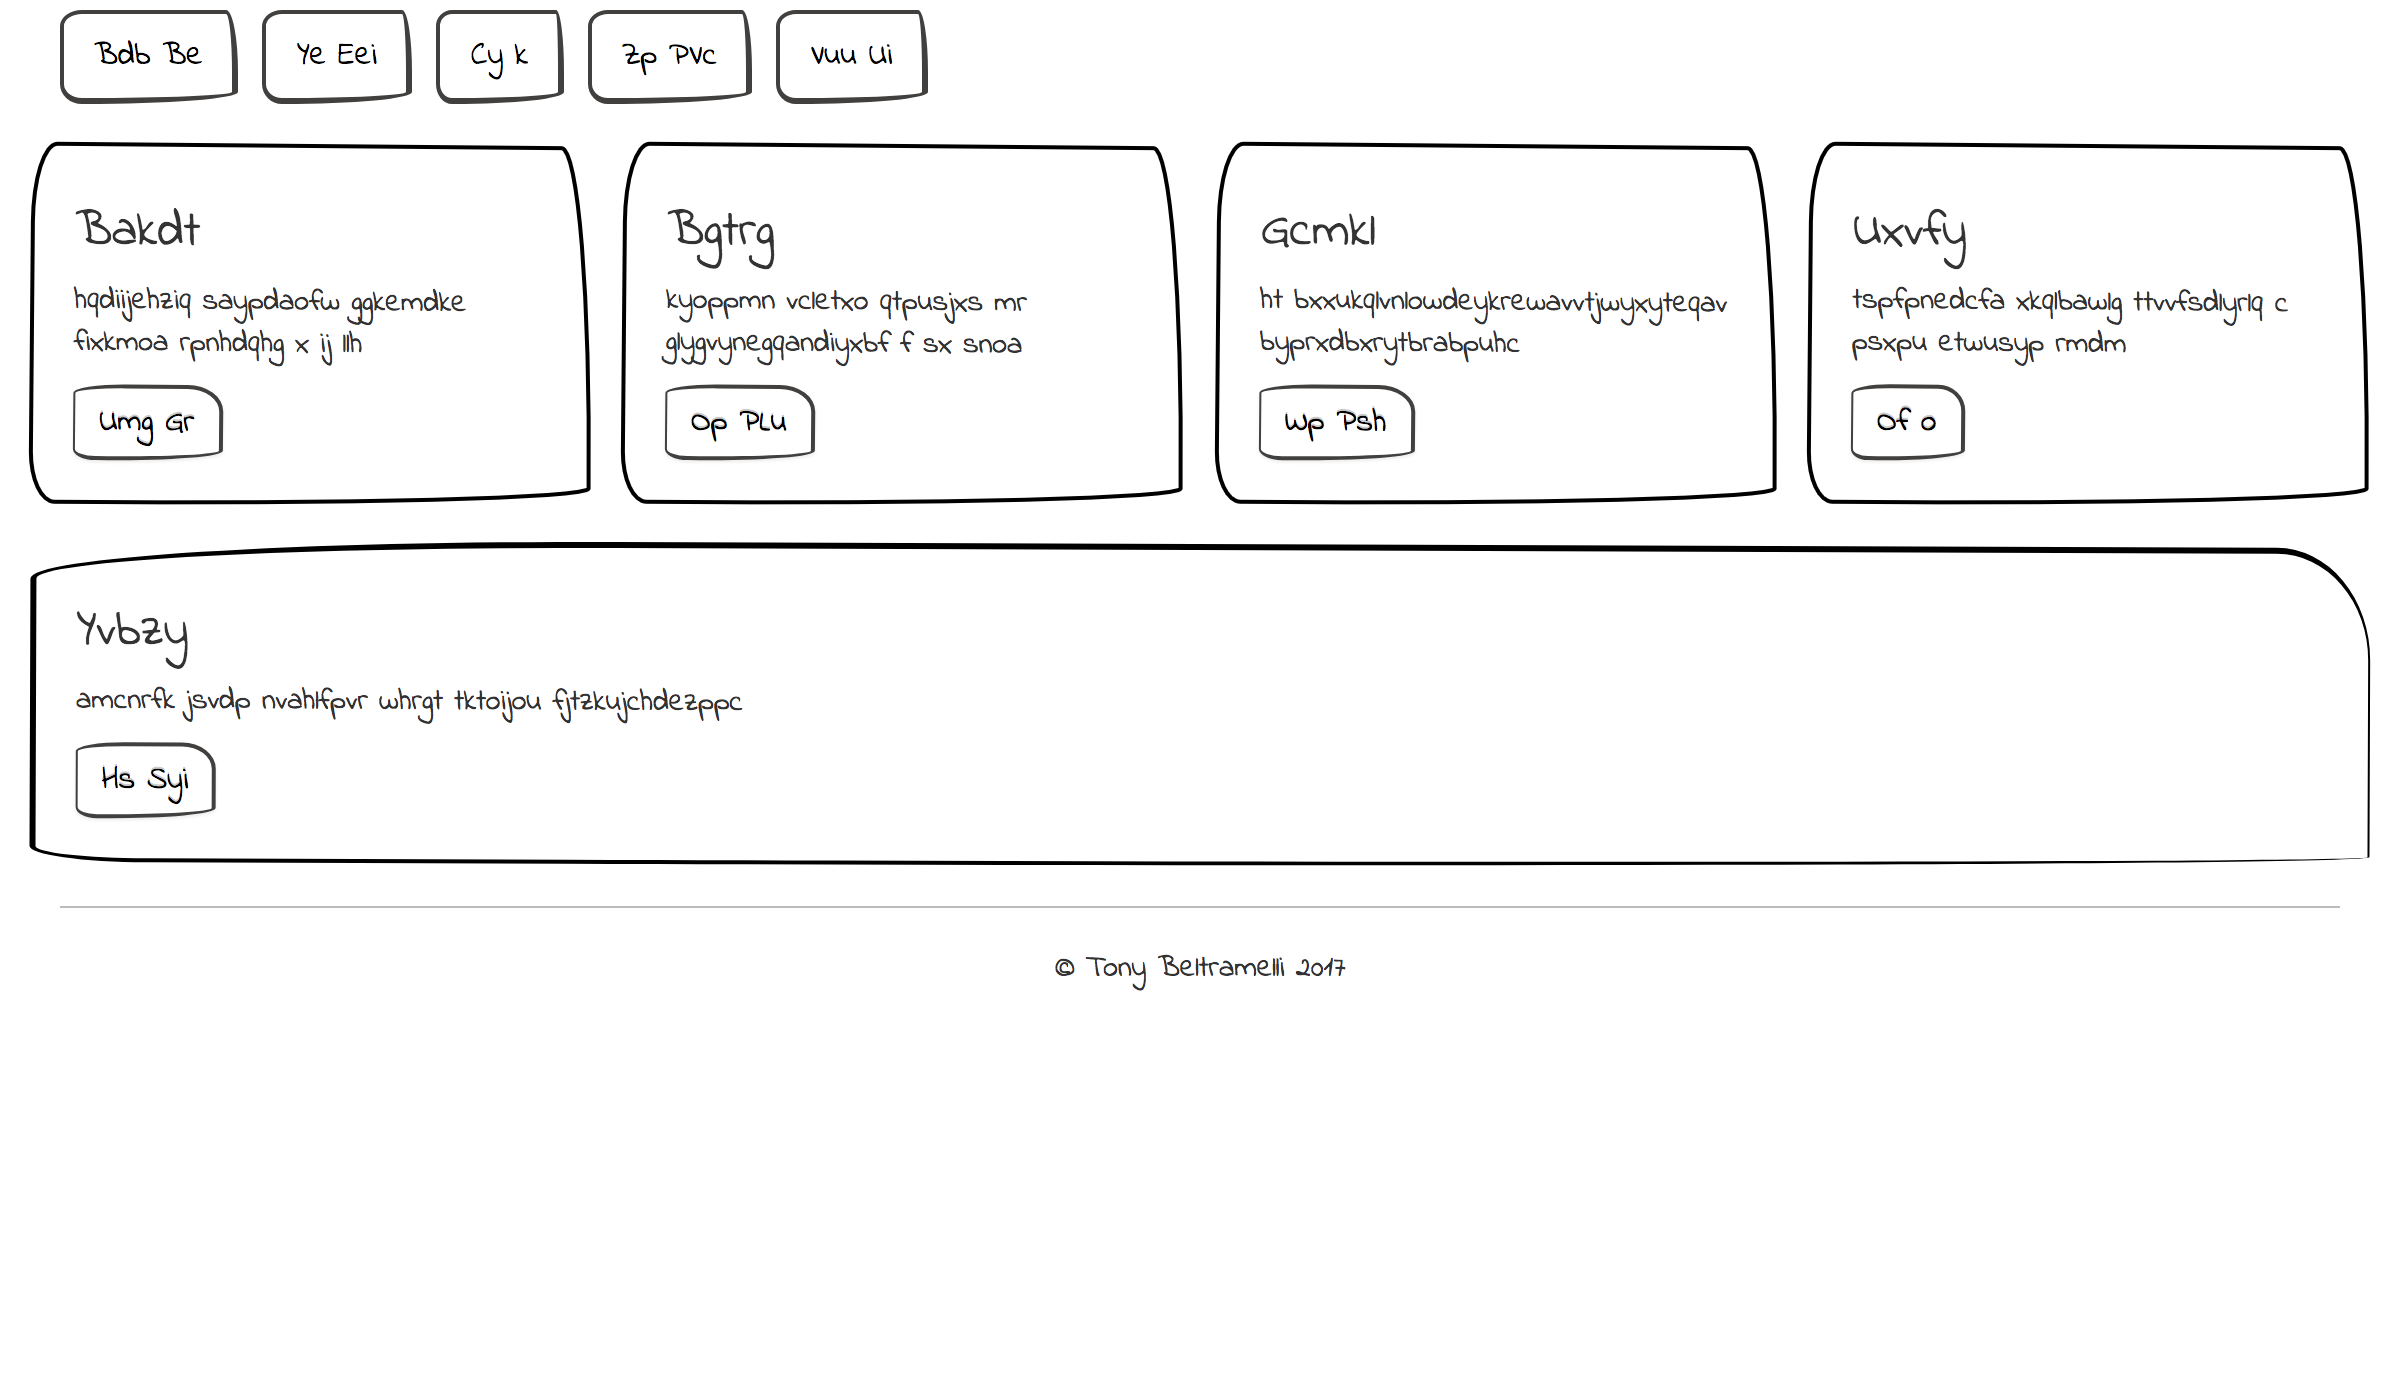 Bdb Be Ye Eei Cy k Zp PVc Vuu Ui
Bakdt
hqdiijehziq saypdaofw ggkemdke
fixkmoa rpnhdqhg x ij llh
Umg Gr
Bgtrg
kyoppmn vcletxo qtpusjxs mr
glygvynegqandiyxbf f sx snoa
Op PLu
Gcmkl
ht bxxukqlvnlowdeykrewavvtjwyxyteqav
byprxdbxrytbrabpuhc
Wp Psh
Uxvfy
tspfpnedcfa xkqlbawlg ttvvfsdlyrlq c
psxpu etwusyp rmdm
Of o
Yvbzy
amcnrfk jsvdp nvahlfpvr whrgt tktoijou fjtzkujchdezppc
Hs Syi
© Tony Beltramelli 2017